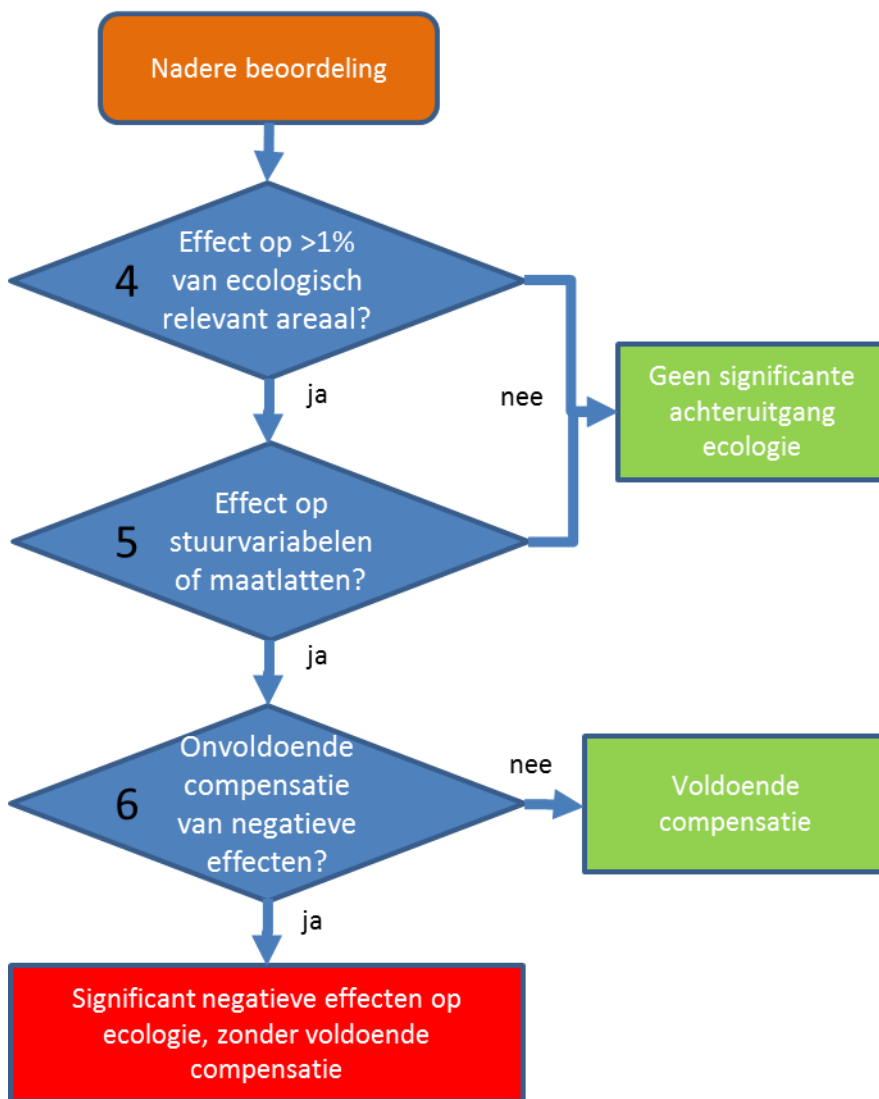 Nadere beoordeling
Effect op >1%
4
van ecologisch
relevant areaal?
ja
nee
Geen significante
achteruitgang
ecologie
Effect op
5
stuurvariabelen
of maatlatten?
ja
Onvoldoende
compensatie
6
van negatieve
effecten?
nee
Voldoende
compensatie
ja
Significant negatieve effecten op
ecologie, zonder voldoende
compensatie